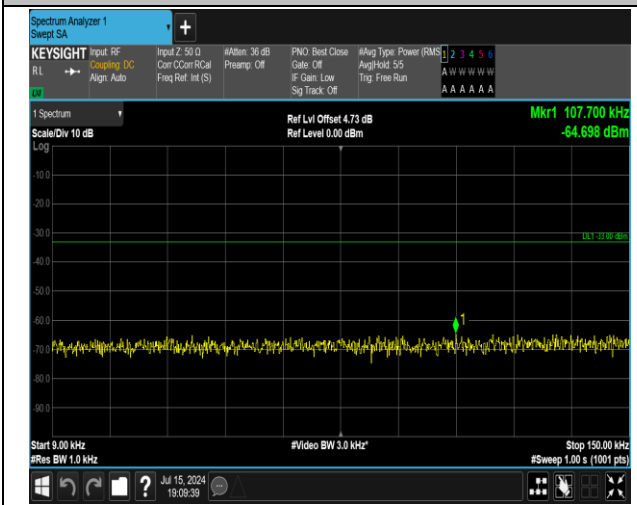 Spectrum Analyzer 1
Swept SA
+
KEYSIGHT
RL
LXI
Input: RF
Coupling: DC
Align: Auto
Input Z: 50 Ω
Corr CCorr RCal
Freq Ref: Int (S)
#Atten: 36 dB
Preamp: Off
PNO: Best Close
Gate: Off
IF Gain: Low
Sig Track: Off
#Avg Type: Power (RMS
Avg|Hold: 5/5
Trig: Free Run
1 2 3 4 5 6
A W W W W W
A A A A A A
1 Spectrum
Scale/Div 10 dB
Log
Ref Lvl Offset 4.73 dB
Ref Level 0.00 dBm
Mkr1 107.700 kHz
-64.698 dBm
-10.0
-20.0
-30.0
DL1 -33.00 dBm
-40.0
-50.0
-60.0
1
-70.0
-80.0
-90.0
Start 9.00 kHz
#Res BW 1.0 kHz
#Video BW 3.0 kHz*
Stop 150.00 kHz
#Sweep 1.00 s (1001 pts)
?
Jul 15, 2024
19:09:39